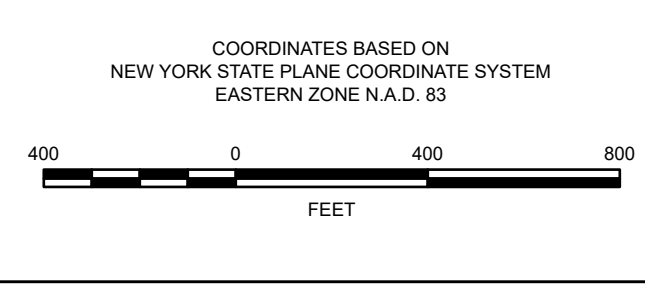 COORDINATES BASED ON
NEW YORK STATE PLANE COORDINATE SYSTEM
EASTERN ZONE N.A.D. 83
400 0 400 800
FEET